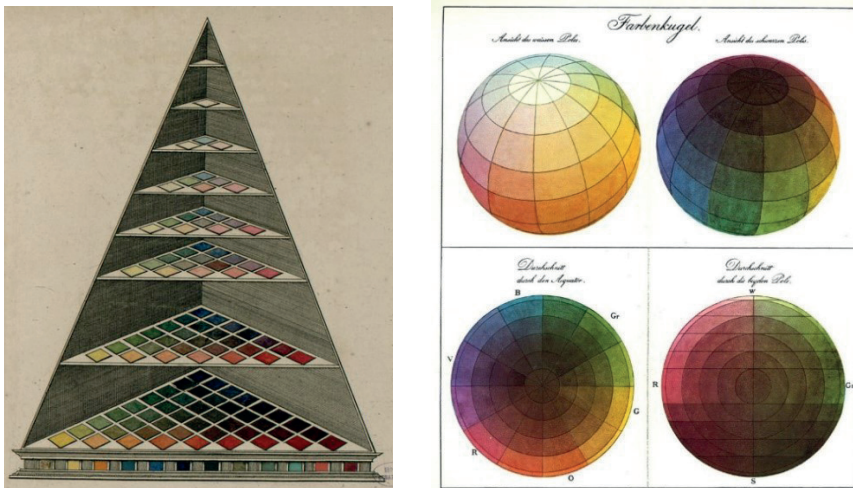 Farbenkugel.
Ansicht des weissen Pols.
Ansicht des schwarzen Pols.
Durchschnitt
durch den Aequator.
Durchschnitt
durch die beyden Pole.
B
Gr
V
G
R
O
W
R
Gr
S